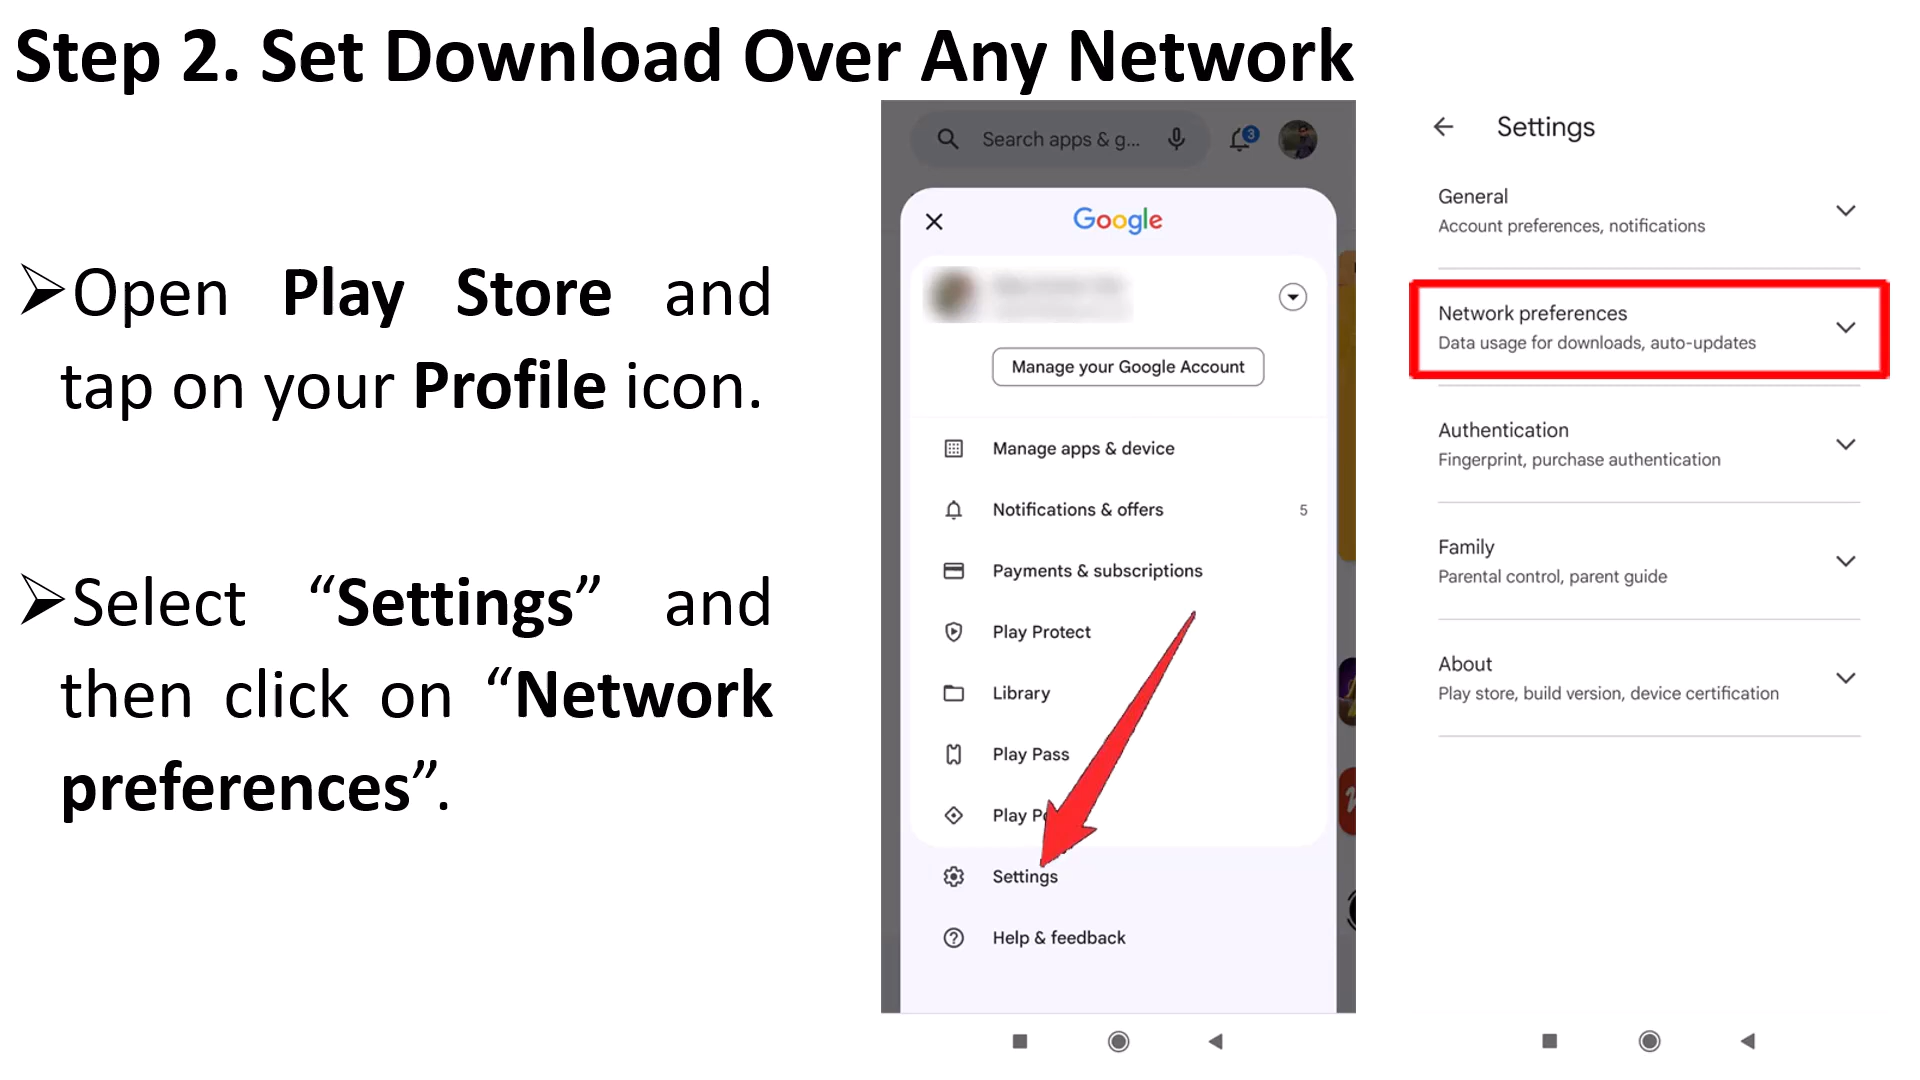 Step 2. Set Download Over Any Network
➢Open Play Store and
tap on your Profile icon.
➢Select “Settings” and
then click on “Network
preferences”.
Search apps & g...
3
Google
Manage your Google Account
Manage apps & device
Notifications & offers 5
Payments & subscriptions
Play Protect
Library
Play Pass
Play
Settings
Help & feedback
Settings
General
Account preferences, notifications
Network preferences
Data usage for downloads, auto-updates
Authentication
Fingerprint, purchase authentication
Family
Parental control, parent guide
About
Play store, build version, device certification